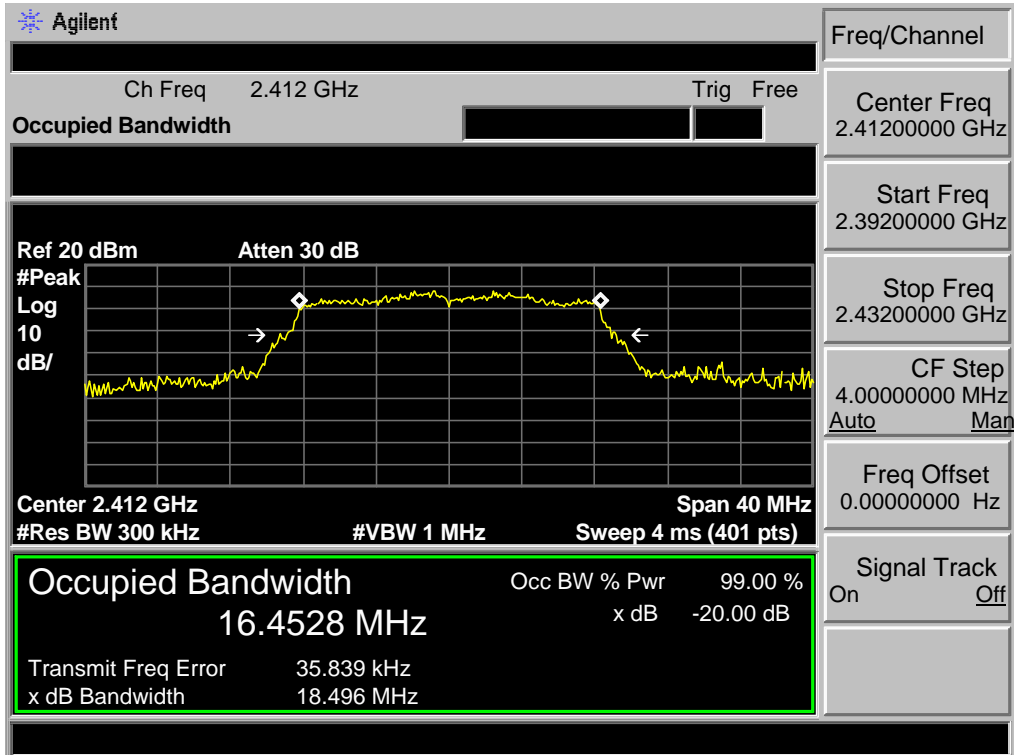 Agilent
Freq/Channel
Ch Freq 2.412 GHz Trig Free
Occupied Bandwidth
Center Freq
2.41200000 GHz
Start Freq
2.39200000 GHz
Stop Freq
2.43200000 GHz
CF Step
4.00000000 MHz
Auto Man
Freq Offset
0.00000000 Hz
Signal Track
On Off
Ref 20 dBm Atten 30 dB
#Peak
Log
10
dB/
Center 2.412 GHz Span 40 MHz
#Res BW 300 kHz #VBW 1 MHz Sweep 4 ms (401 pts)
Occupied Bandwidth Occ BW % Pwr 99.00 %
16.4528 MHz x dB -20.00 dB
Transmit Freq Error 35.839 kHz
x dB Bandwidth 18.496 MHz